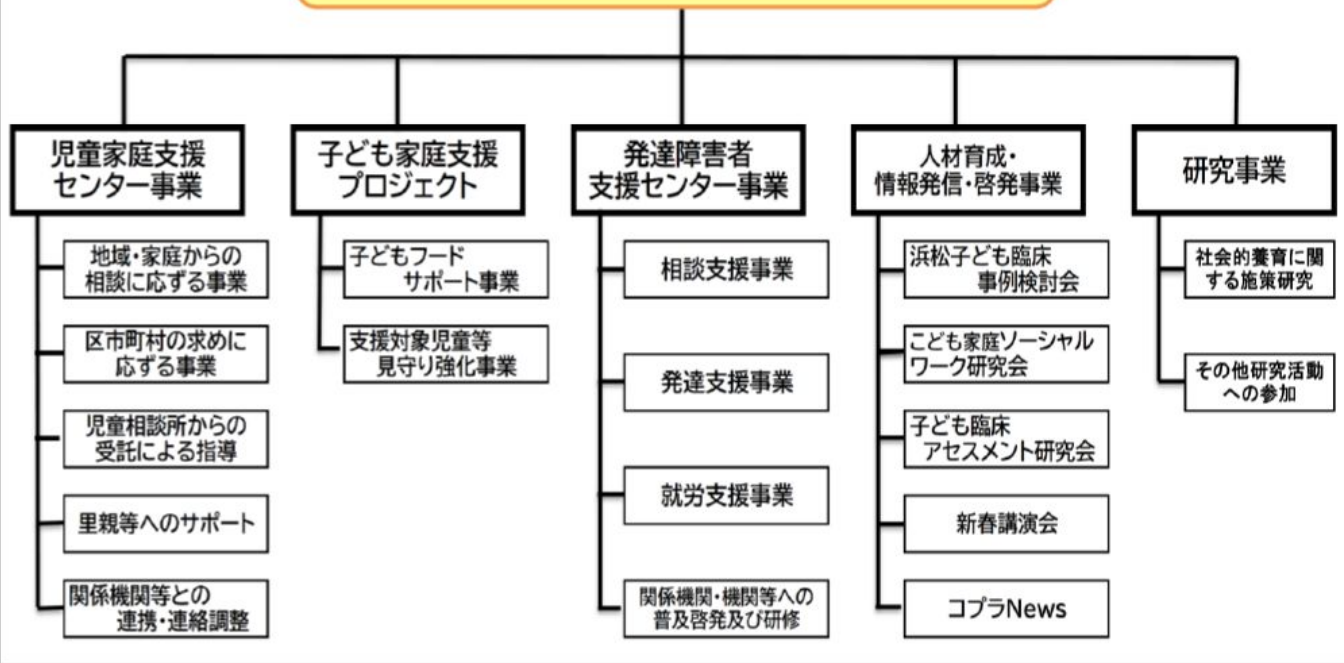 児童家庭支援
センター事業
地域・家庭からの
相談に応ずる事業
区市町村の求めに
応ずる事業
児童相談所からの
受託による指導
里親等へのサポート
関係機関等との
連携・連絡調整
子ども家庭支援
プロジェクト
子どもフード
サポート事業
支援対象児童等
見守り強化事業
発達障害者
支援センター事業
相談支援事業
発達支援事業
就労支援事業
関係機関・機関等への
普及啓発及び研修
人材育成・
情報発信・啓発事業
浜松子ども臨床
事例検討会
こども家庭ソーシャル
ワーク研究会
子ども臨床
アセスメント研究会
新春講演会
コプラNews
研究事業
社会的養育に関
する施策研究
その他研究活動
への参加